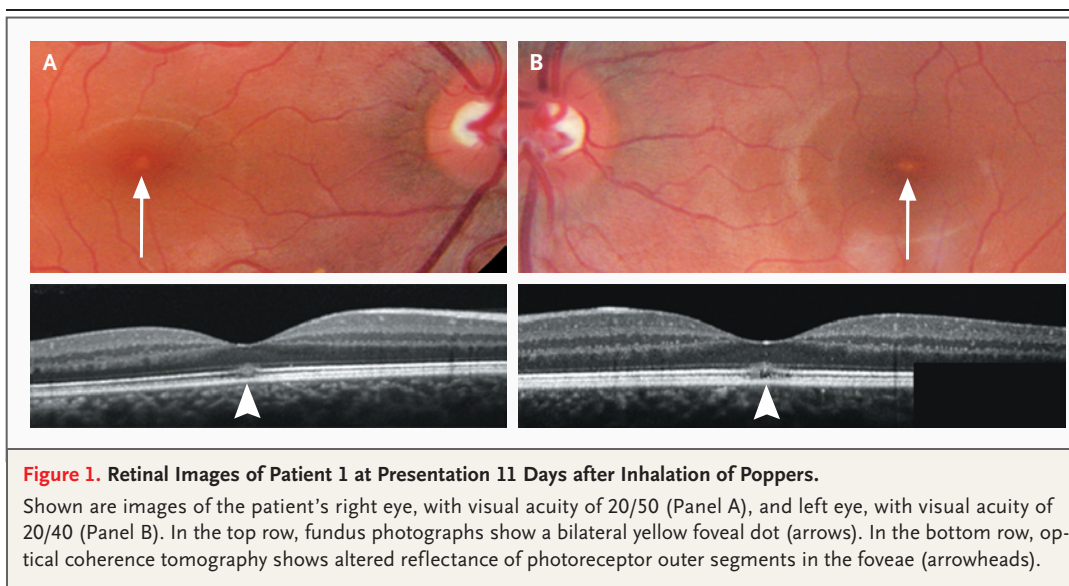 A
B
Figure 1. Retinal Images of Patient 1 at Presentation 11 Days after Inhalation of Poppers.
Shown are images of the patient's right eye, with visual acuity of 20/50 (Panel A), and left eye, with visual acuity of
20/40 (Panel B). In the top row, fundus photographs show a bilateral yellow foveal dot (arrows). In the bottom row, op-
tical coherence tomography shows altered reflectance of photoreceptor outer segments in the foveae (arrowheads).